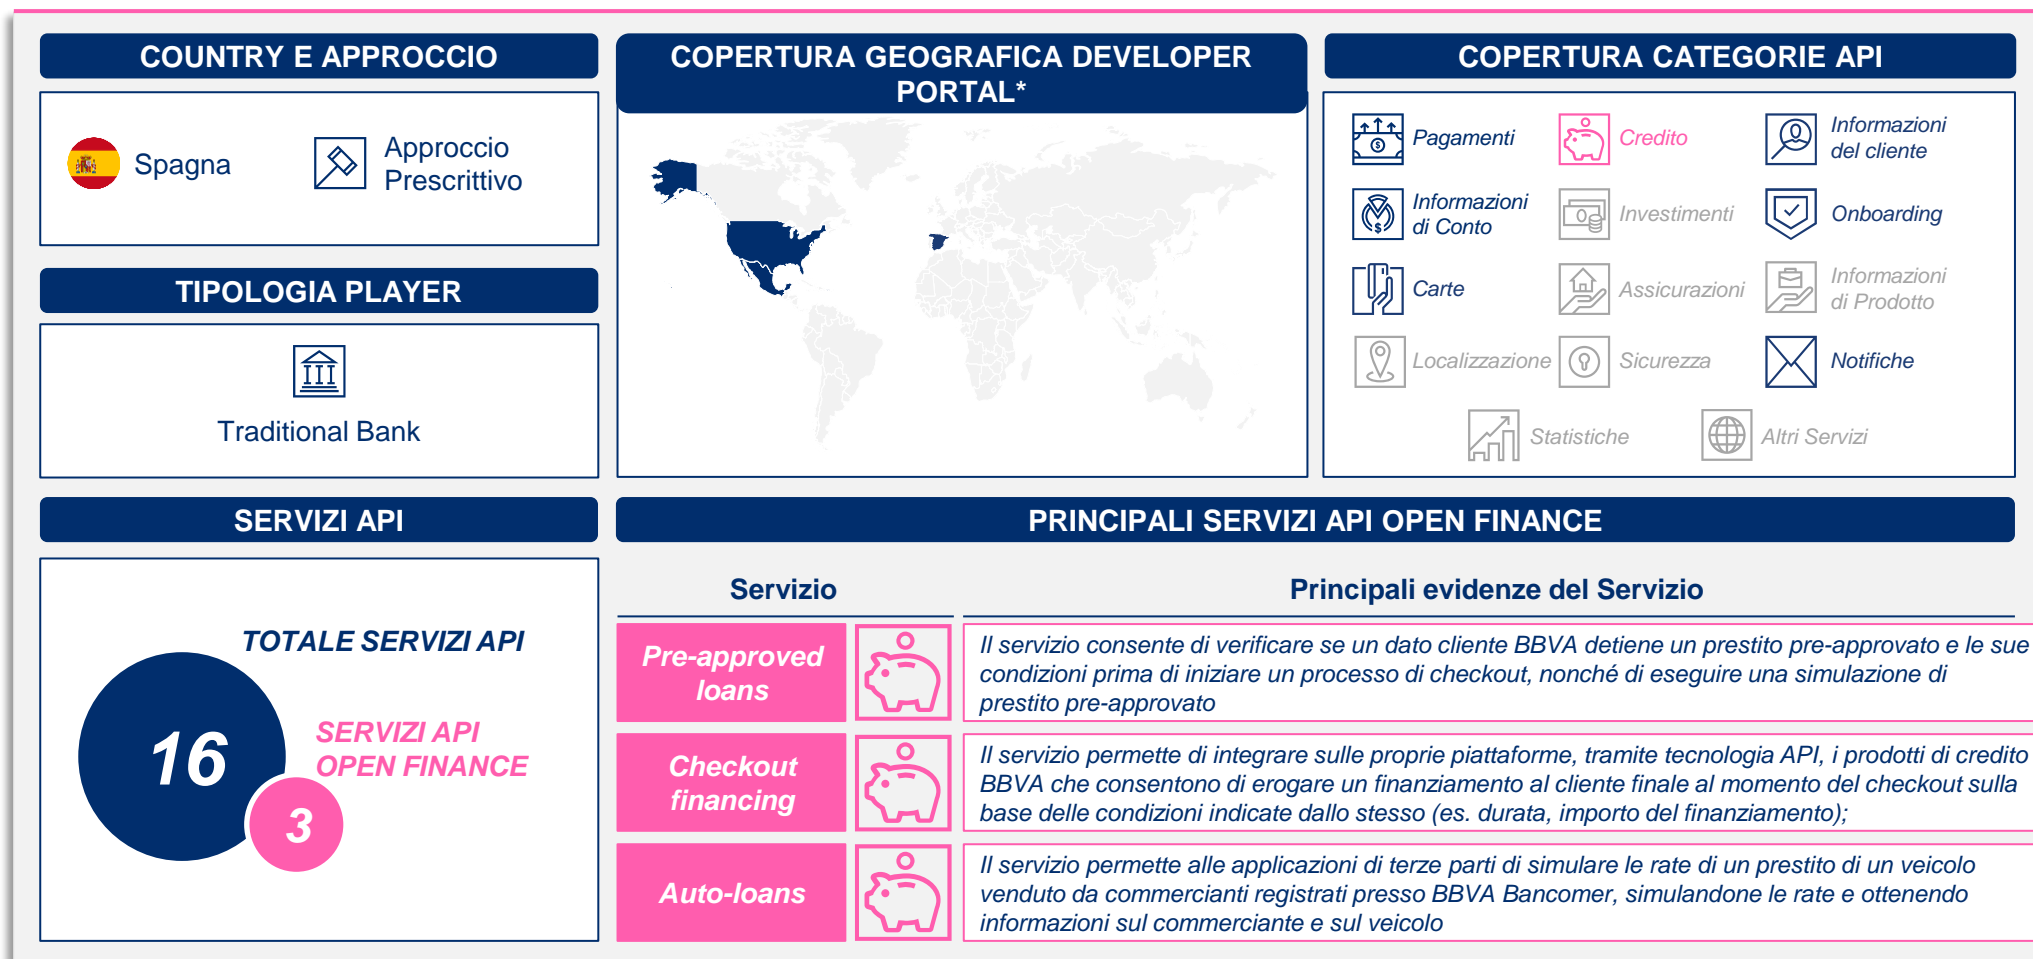 COUNTRY E APPROCCIO
Spagna
Approccio
Prescrittivo
TIPOLOGIA PLAYER
Traditional Bank
COPERTURA GEOGRAFICA DEVELOPER
PORTAL*
COPERTURA CATEGORIE API
Pagamenti
Credito
Informazioni
del cliente
Informazioni
di Conto
Investimenti
Onboarding
Carte
Assicurazioni
Informazioni
di Prodotto
Localizzazione
Sicurezza
Notifiche
Statistiche
Altri Servizi
SERVIZI API
TOTALE SERVIZI API
16
SERVIZI API
OPEN FINANCE
3
PRINCIPALI SERVIZI API OPEN FINANCE
Servizio
Principali evidenze del Servizio
Pre-approved
loans
Il servizio consente di verificare se un dato cliente BBVA detiene un prestito pre-approvato e le sue
condizioni prima di iniziare un processo di checkout, nonché di eseguire una simulazione di
prestito pre-approvato
Checkout
financing
Il servizio permette di integrare sulle proprie piattaforme, tramite tecnologia API, i prodotti di credito
BBVA che consentono di erogare un finanziamento al cliente finale al momento del checkout sulla
base delle condizioni indicate dallo stesso (es. durata, importo del finanziamento);
Auto-loans
Il servizio permette alle applicazioni di terze parti di simulare le rate di un prestito di un veicolo
venduto da commercianti registrati presso BBVA Bancomer, simulandone le rate e ottenendo
informazioni sul commerciante e sul veicolo